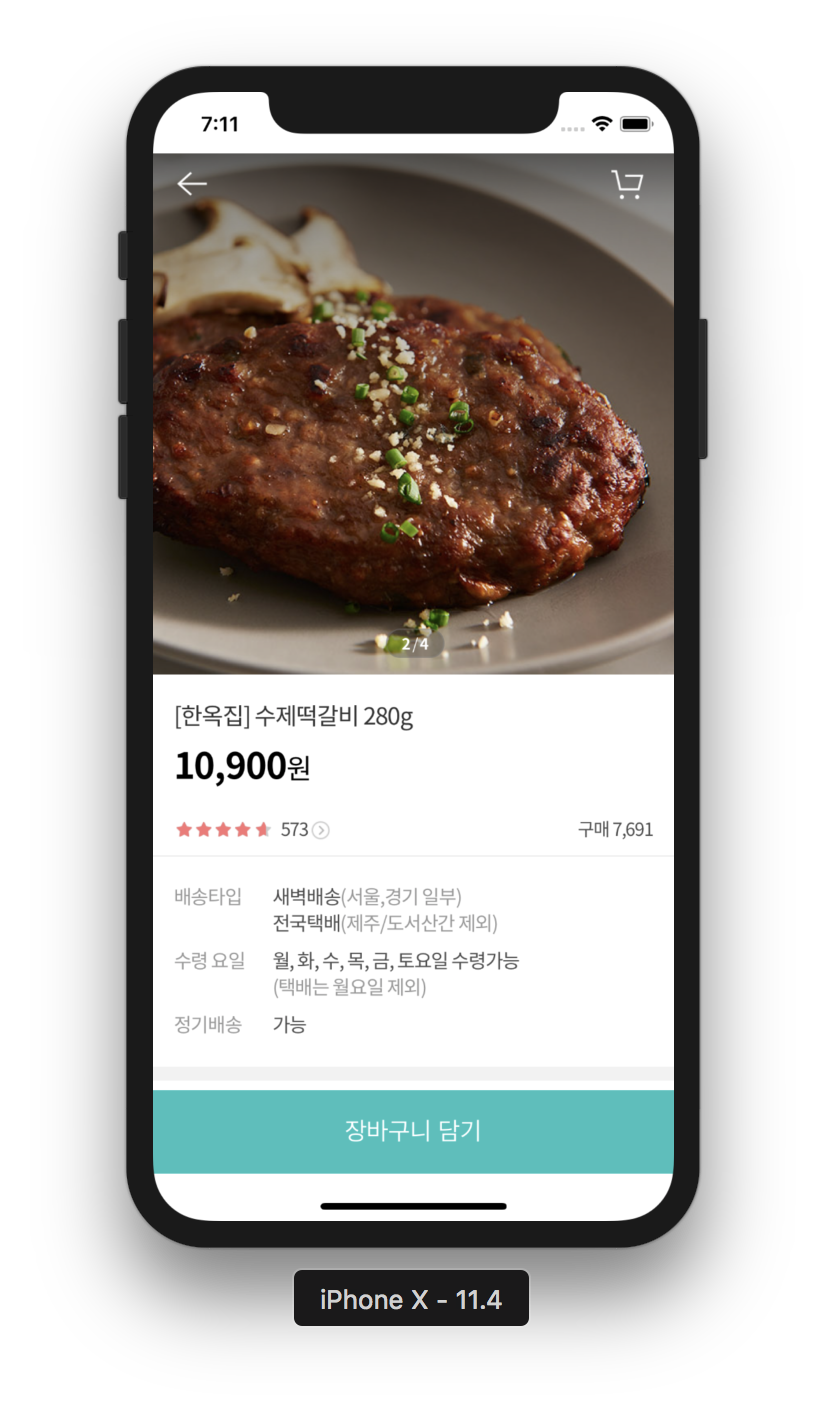 7:11
2/4
[한옥집] 수제떡갈비 280g
10,900원
573
구매 7,691
배송타입 새벽배송(서울,경기 일부)
전국택배(제주/도서산간 제외)
수령 요일 월, 화, 수, 목, 금, 토요일 수령가능
(택배는 월요일 제외)
정기배송 가능
장바구니 담기
iPhone X - 11.4